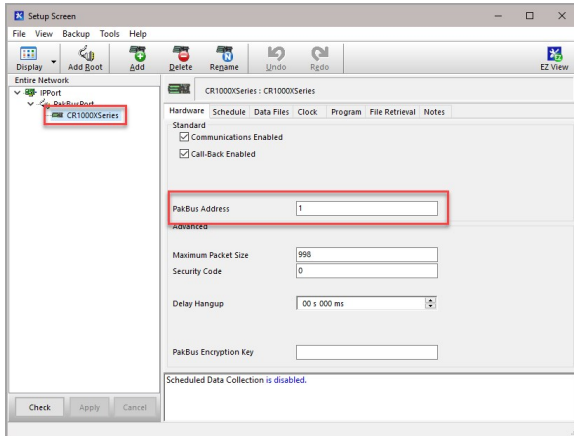 Setup Screen
File View Backup Tools Help
Display Add Root Add Delete Rename Undo Redo EZ View
Entire Network
IPPort
PakBusPort
CR1000XSeries
CR1000XSeries : CR1000XSeries
Hardware Schedule Data Files Clock Program File Retrieval Notes
Standard
Communications Enabled
Call-Back Enabled
PakBus Address 1
Advanced
Maximum Packet Size 998
Security Code 0
Delay Hangup 00 s 000 ms
PakBus Encryption Key
Scheduled Data Collection is disabled.
Check Apply Cancel